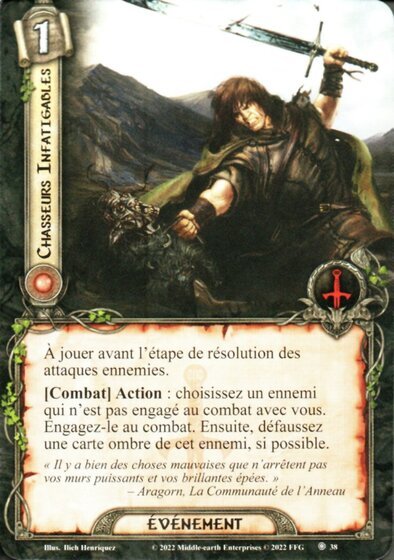 1
CHASSEURS INFATIGABLES
À jouer avant l'étape de résolution des
attaques ennemies.
[Combat] Action : choisissez un ennemi
qui n'est pas engagé au combat avec vous.
Engagez-le au combat. Ensuite, défaussez
une carte ombre de cet ennemi, si possible.
« Il y a bien des choses mauvaises que n'arrêtent pas
vos murs puissants et vos brillantes épées. »
– Aragorn, La Communauté de l'Anneau
ÉVÉNEMENT
Illus. Ilich Henriquez © 2022 Middle-earth Enterprises © 2022 FFG 38